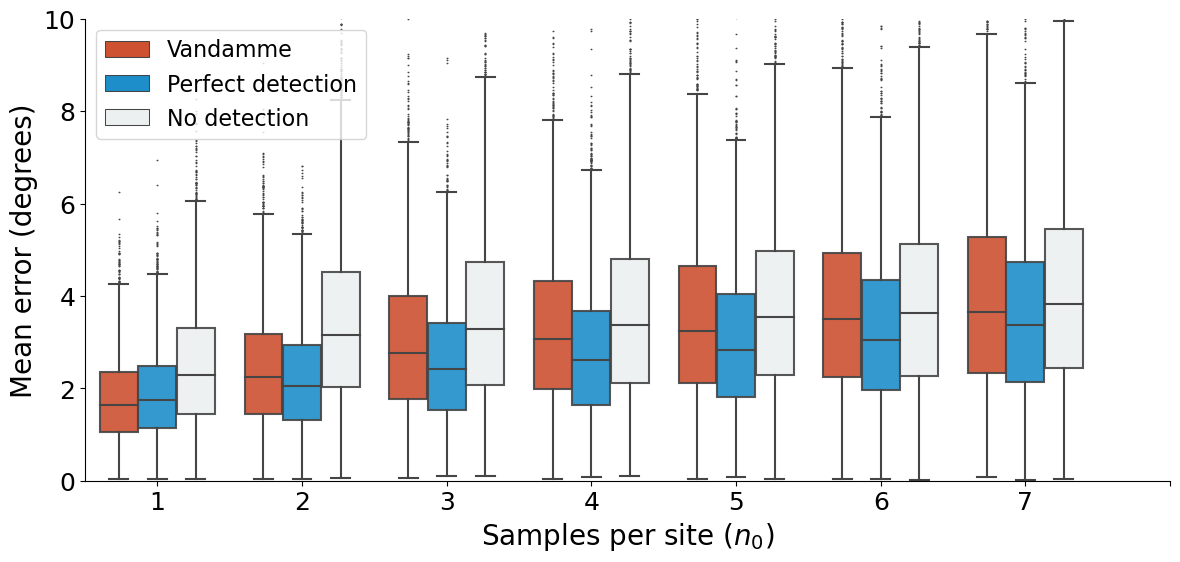 10
8
6
4
2
0
Mean error (degrees)
Vandamme
Perfect detection
No detection
1 2 3 4 5 6 7
Samples per site (n₀)